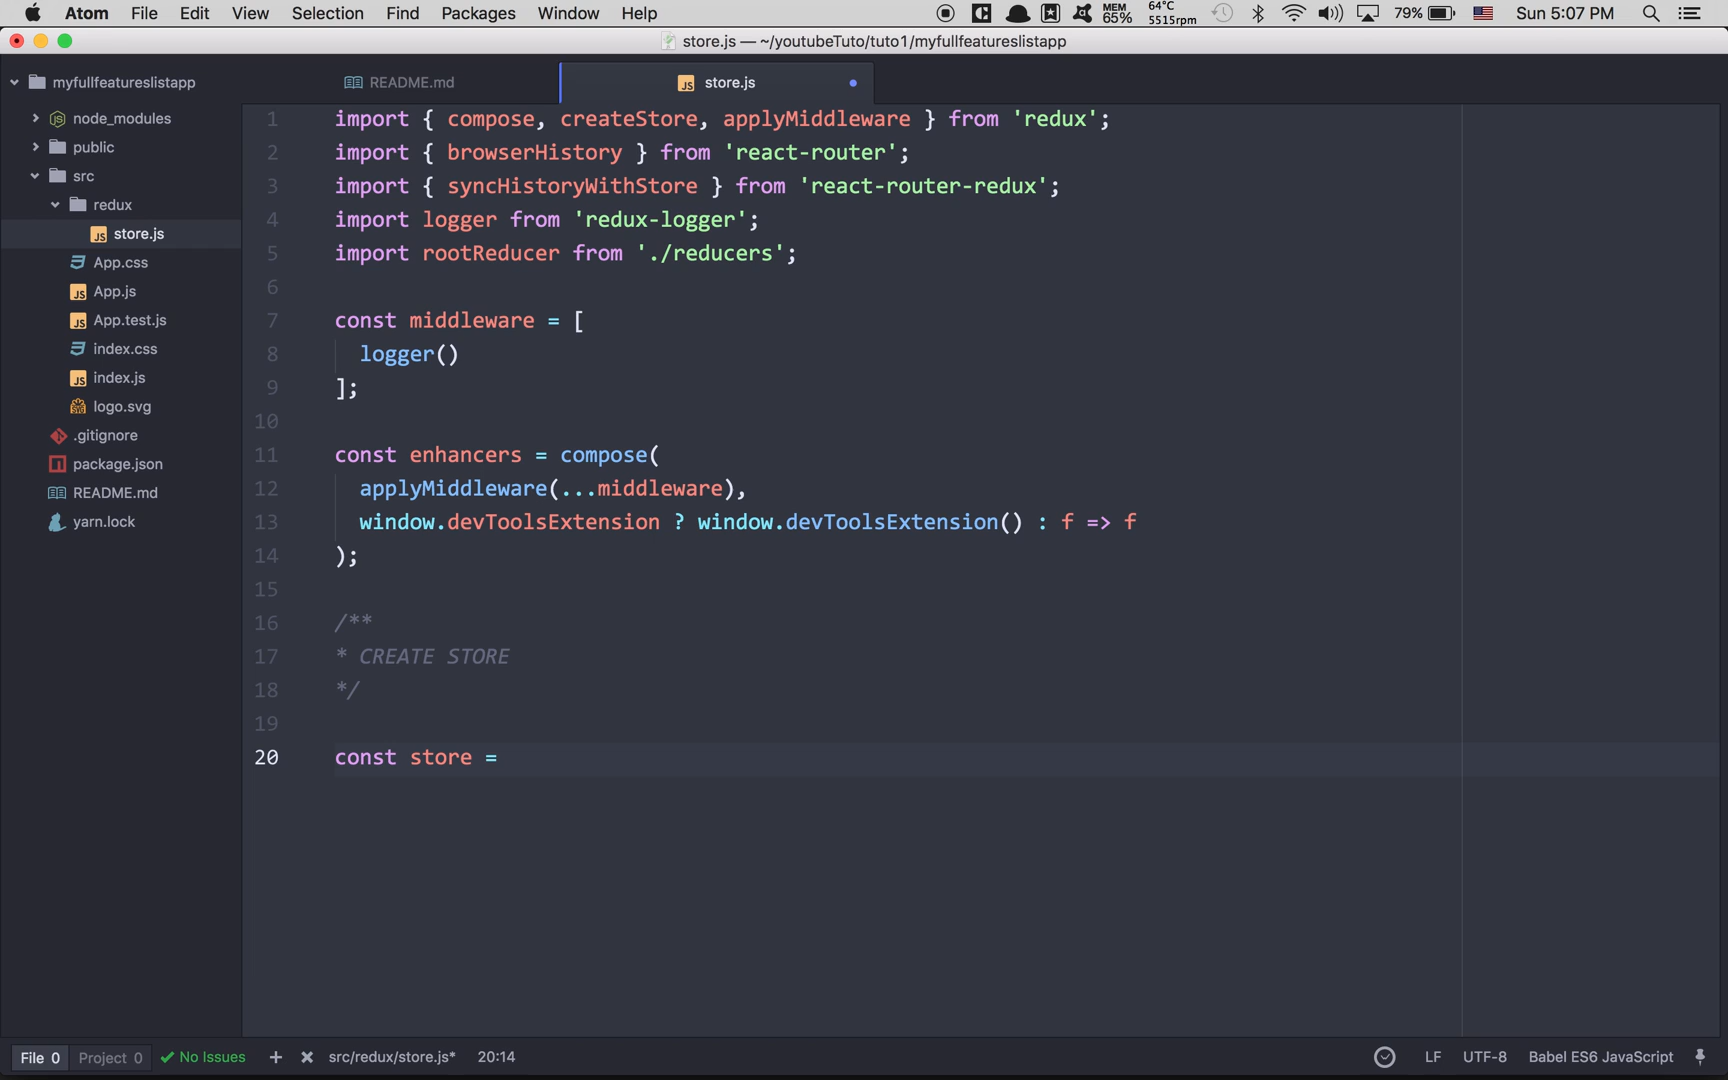 Atom File Edit View Selection Find Packages Window Help MEM 65% 64°C 5515rpm 79% Sun 5:07 PM
store.js — ~/youtubeTuto/tuto1/myfullfeatureslistapp
myfullfeatureslistapp
node_modules
public
src
redux
store.js
App.css
App.js
App.test.js
index.css
index.js
logo.svg
.gitignore
package.json
README.md
yarn.lock
README.md store.js
1 import { compose, createStore, applyMiddleware } from 'redux';
2 import { browserHistory } from 'react-router';
3 import { syncHistoryWithStore } from 'react-router-redux';
4 import logger from 'redux-logger';
5 import rootReducer from './reducers';
6
7 const middleware = [
8 logger()
9 ];
10
11 const enhancers = compose(
12 applyMiddleware(...middleware),
13 window.devToolsExtension ? window.devToolsExtension() : f => f
14 );
15
16 /**
17 * CREATE STORE
18 */
19
20 const store =
File 0 Project 0 No Issues src/redux/store.js* 20:14 LF UTF-8 Babel ES6 JavaScript